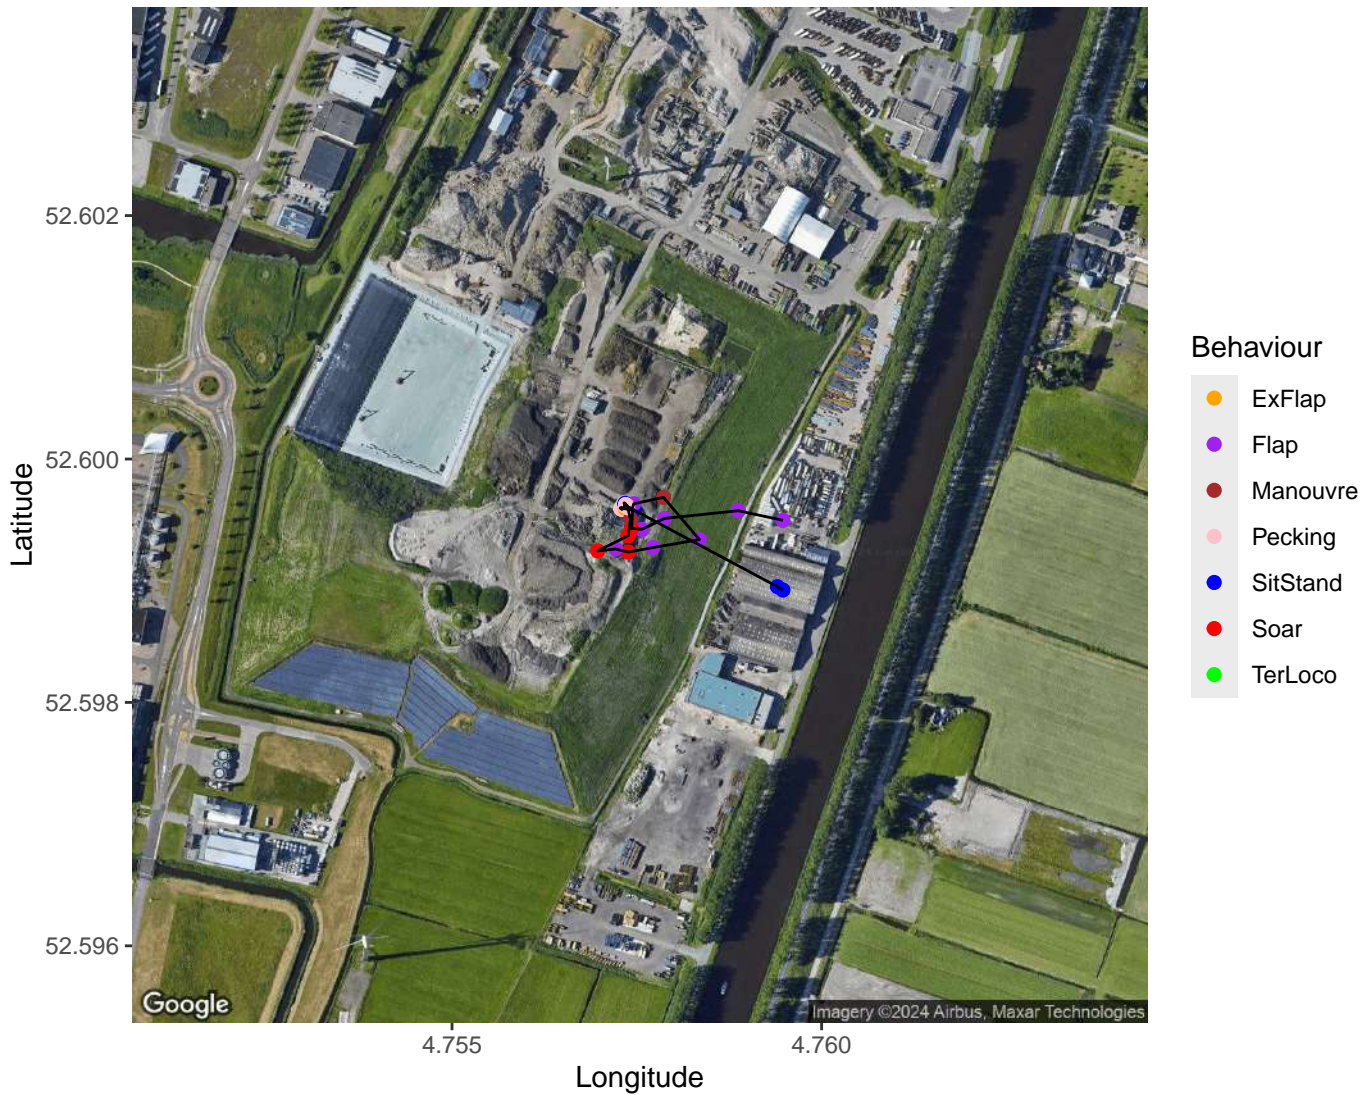 52.602
52.600
52.598
52.596
Latitude
4.755
4.760
Longitude
Google
Imagery ©2024 Airbus, Maxar Technologies
Behaviour
ExFlap
Flap
Manouvre
Pecking
SitStand
Soar
TerLoco